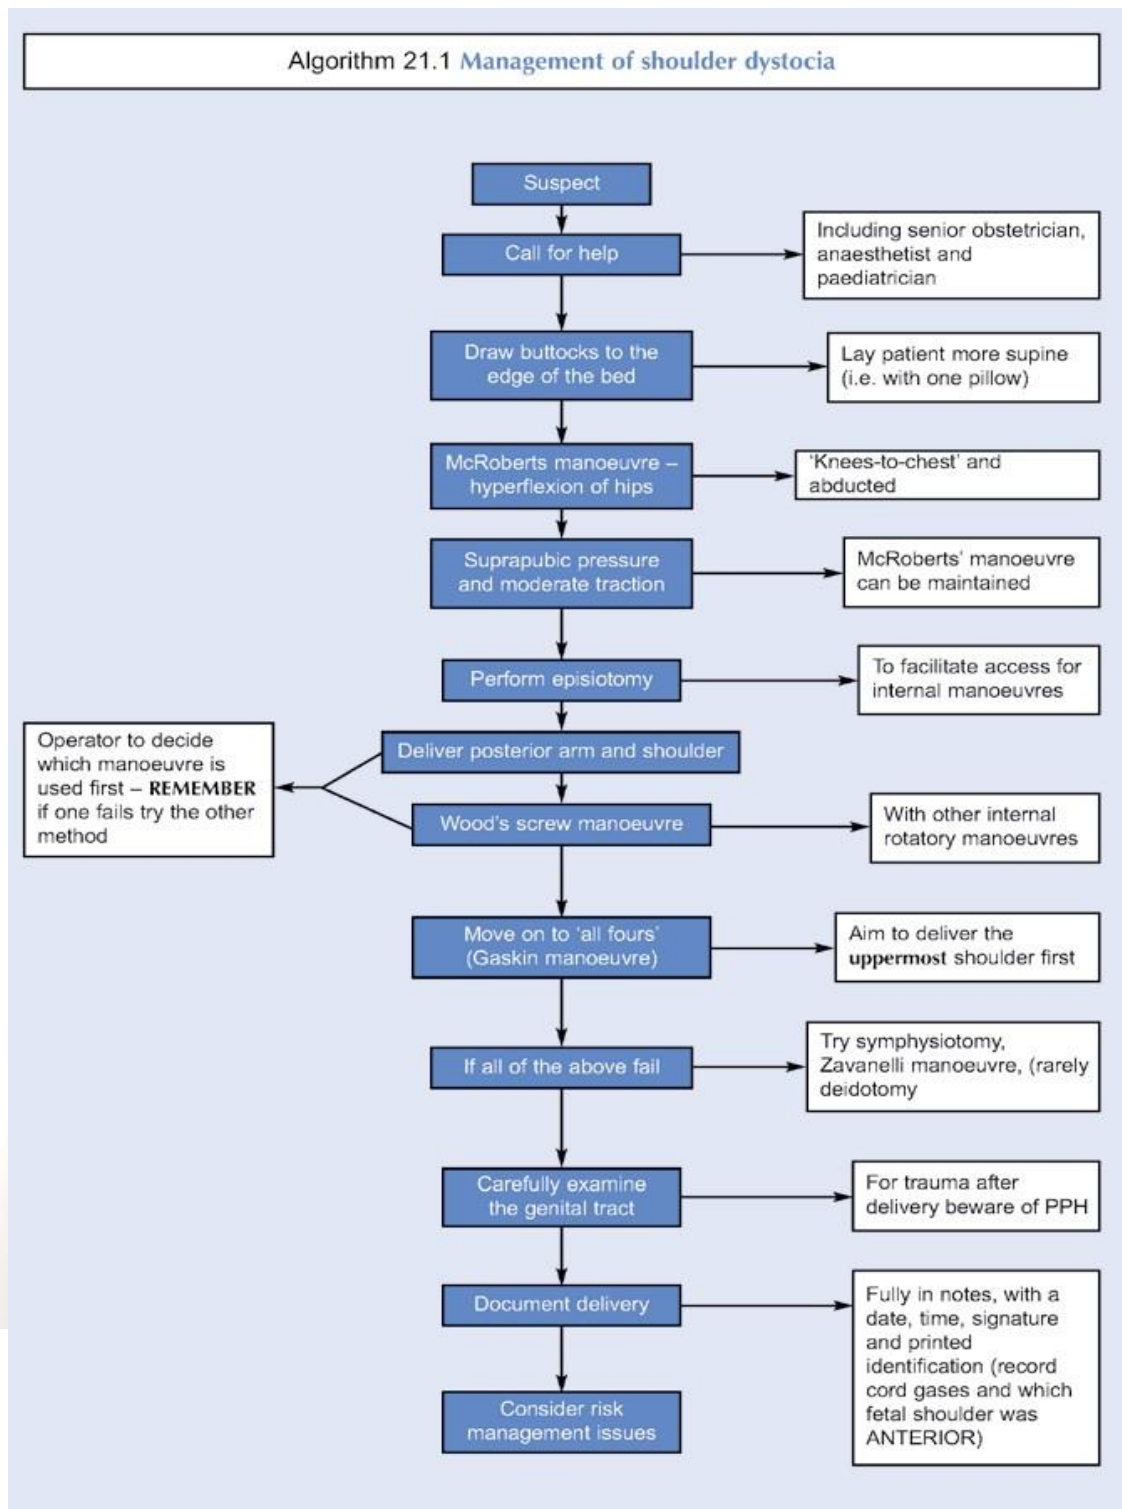 Algorithm 21.1 Management of shoulder dystocia
Suspect
Call for help
Including senior obstetrician,
anaesthetist and
paediatrician
Draw buttocks to the
edge of the bed
Lay patient more supine
(i.e. with one pillow)
McRoberts manoeuvre –
hyperflexion of hips
'Knees-to-chest' and
abducted
Suprapubic pressure
and moderate traction
McRoberts' manoeuvre
can be maintained
Perform episiotomy
To facilitate access for
internal manoeuvres
Deliver posterior arm and shoulder
Operator to decide
which manoeuvre is
used first – REMEMBER
if one fails try the other
method
Wood's screw manoeuvre
With other internal
rotatory manoeuvres
Move on to 'all fours'
(Gaskin manoeuvre)
Aim to deliver the
uppermost shoulder first
If all of the above fail
Try symphysiotomy,
Zavanelli manoeuvre, (rarely
deidotomy
Carefully examine
the genital tract
For trauma after
delivery beware of PPH
Document delivery
Fully in notes, with a
date, time, signature
and printed
identification (record
cord gases and which
fetal shoulder was
ANTERIOR)
Consider risk
management issues